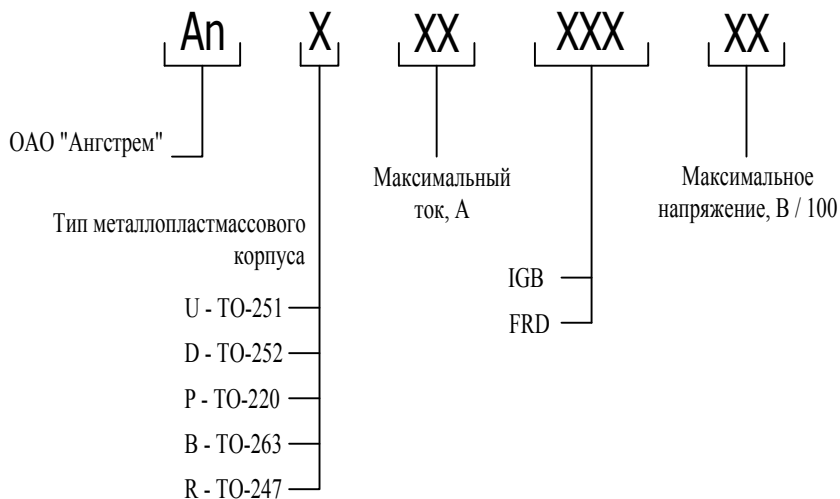 An X XX XXX XX
ОАО "Ангстрем"
Максимальный
ток, А
Максимальное
напряжение, В / 100
Тип металлопластмассового
корпуса
IGB
FRD
U - TO-251
D - TO-252
P - TO-220
B - TO-263
R - TO-247